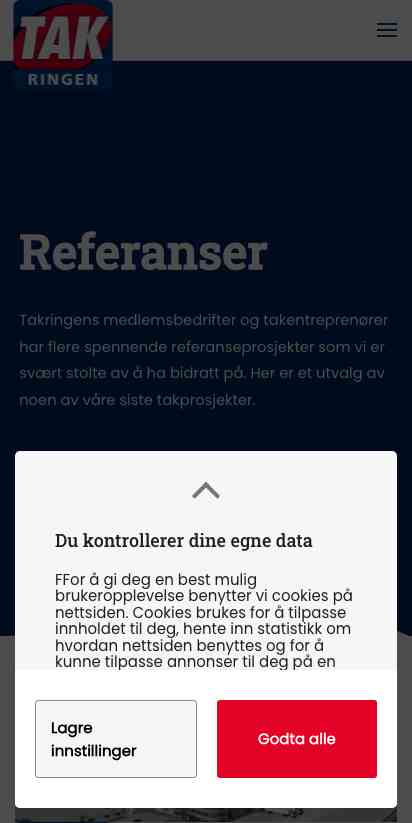 TAK
RINGEN
Referanser
Takringens medlemsbedrifter og takentreprenører
har flere spennende referanseprosjekter som vi er
svært stolte av å ha bidratt på. Her er et utvalg av
noen av våre siste takprosjekter.
Du kontrollerer dine egne data
FFor å gi deg en best mulig
brukeropplevelse benytter vi cookies på
nettsiden. Cookies brukes for å tilpasse
innholdet til deg, hente inn statistikk om
hvordan nettsiden benyttes og for å
kunne tilpasse annonser til deg på en
Lagre
innstillinger
Godta alle